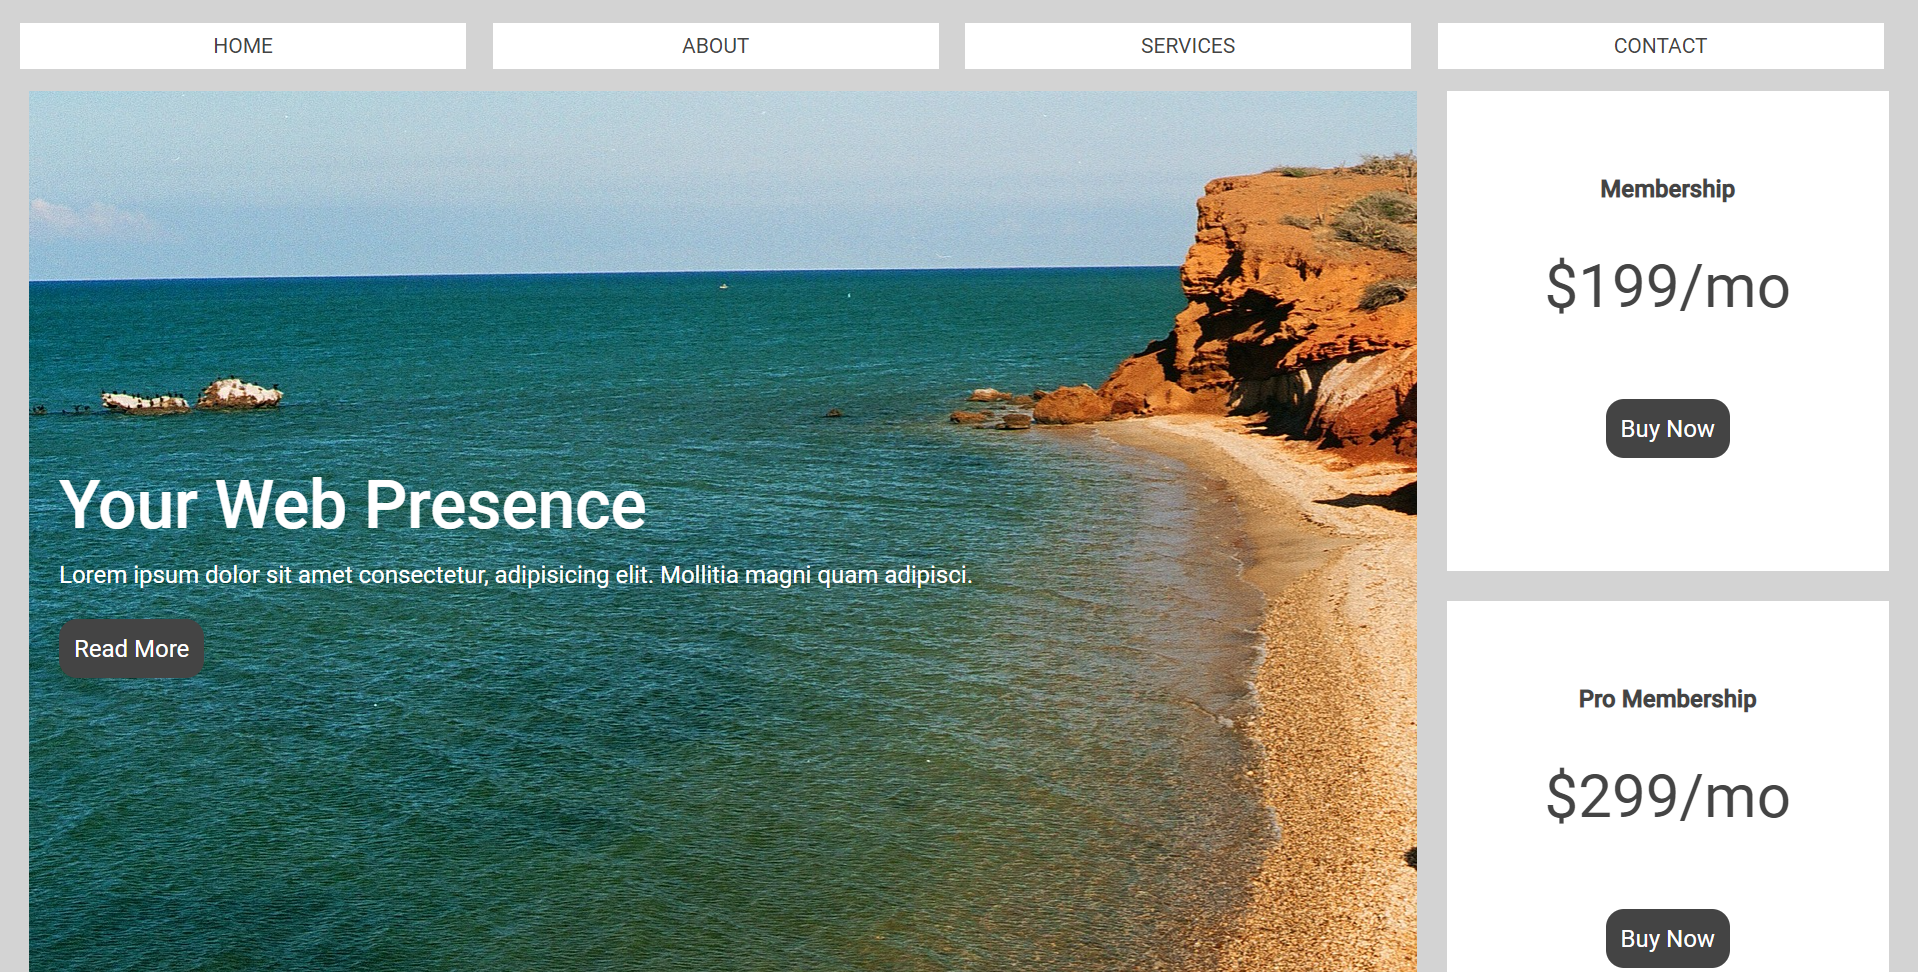 HOME
ABOUT
SERVICES
CONTACT
Your Web Presence
Lorem ipsum dolor sit amet consectetur, adipisicing elit. Mollitia magni quam adipisci.
Read More
Membership
$199/mo
Buy Now
Pro Membership
$299/mo
Buy Now